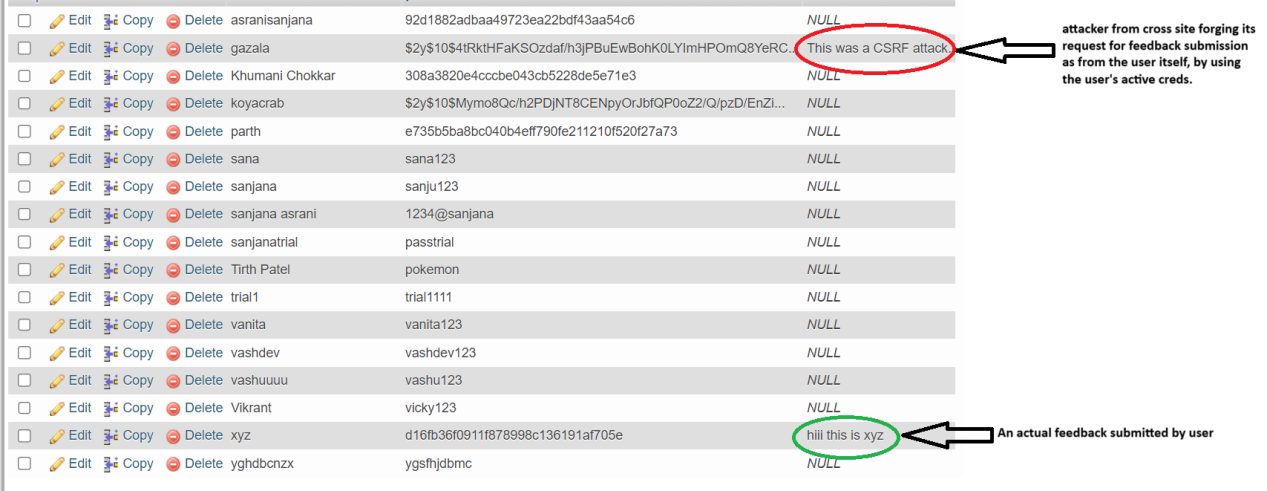 Edit Copy Delete asranisanjana 92d1882adbaa49723ea22bdf43aa54c6 NULL
Edit Copy Delete gazala $2y$10$4tRktHFaKSOzdaf/h3jPBuEwBohK0LYlmHPOmQ8YeRC... This was a CSRF attack.
Edit Copy Delete Khumani Chokkar 308a3820e4cccbe043cb5228de5e71e3 NULL
Edit Copy Delete koyacrab $2y$10$Mymo8Qc/h2PDjNT8CENpyOrJbfQP0oZ2/Q/pzD/EnZi... NULL
Edit Copy Delete parth e735b5ba8bc040b4eff790fe211210f520f27a73 NULL
Edit Copy Delete sana sana123 NULL
Edit Copy Delete sanjana sanju123 NULL
Edit Copy Delete sanjana asrani 1234@sanjana NULL
Edit Copy Delete sanjanatrial passtrial NULL
Edit Copy Delete Tirth Patel pokemon NULL
Edit Copy Delete trial1 trial1111 NULL
Edit Copy Delete vanita vanita123 NULL
Edit Copy Delete vashdev vashdev123 NULL
Edit Copy Delete vashuuuu vashu123 NULL
Edit Copy Delete Vikrant vicky123 NULL
Edit Copy Delete xyz d16fb36f0911f878998c136191af705e hiii this is xyz
Edit Copy Delete yghdbcnzx ygsfhjdbmc NULL
attacker from cross site forging its
request for feedback submission
as from the user itself, by using
the user's active creds.
An actual feedback submitted by user